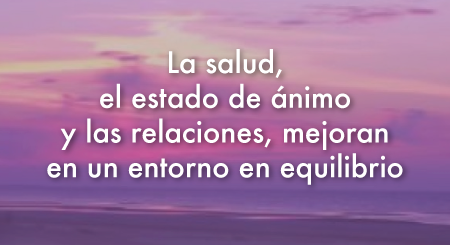 La salud,
el estado de ánimo
y las relaciones, mejoran
en un entorno en equilibrio